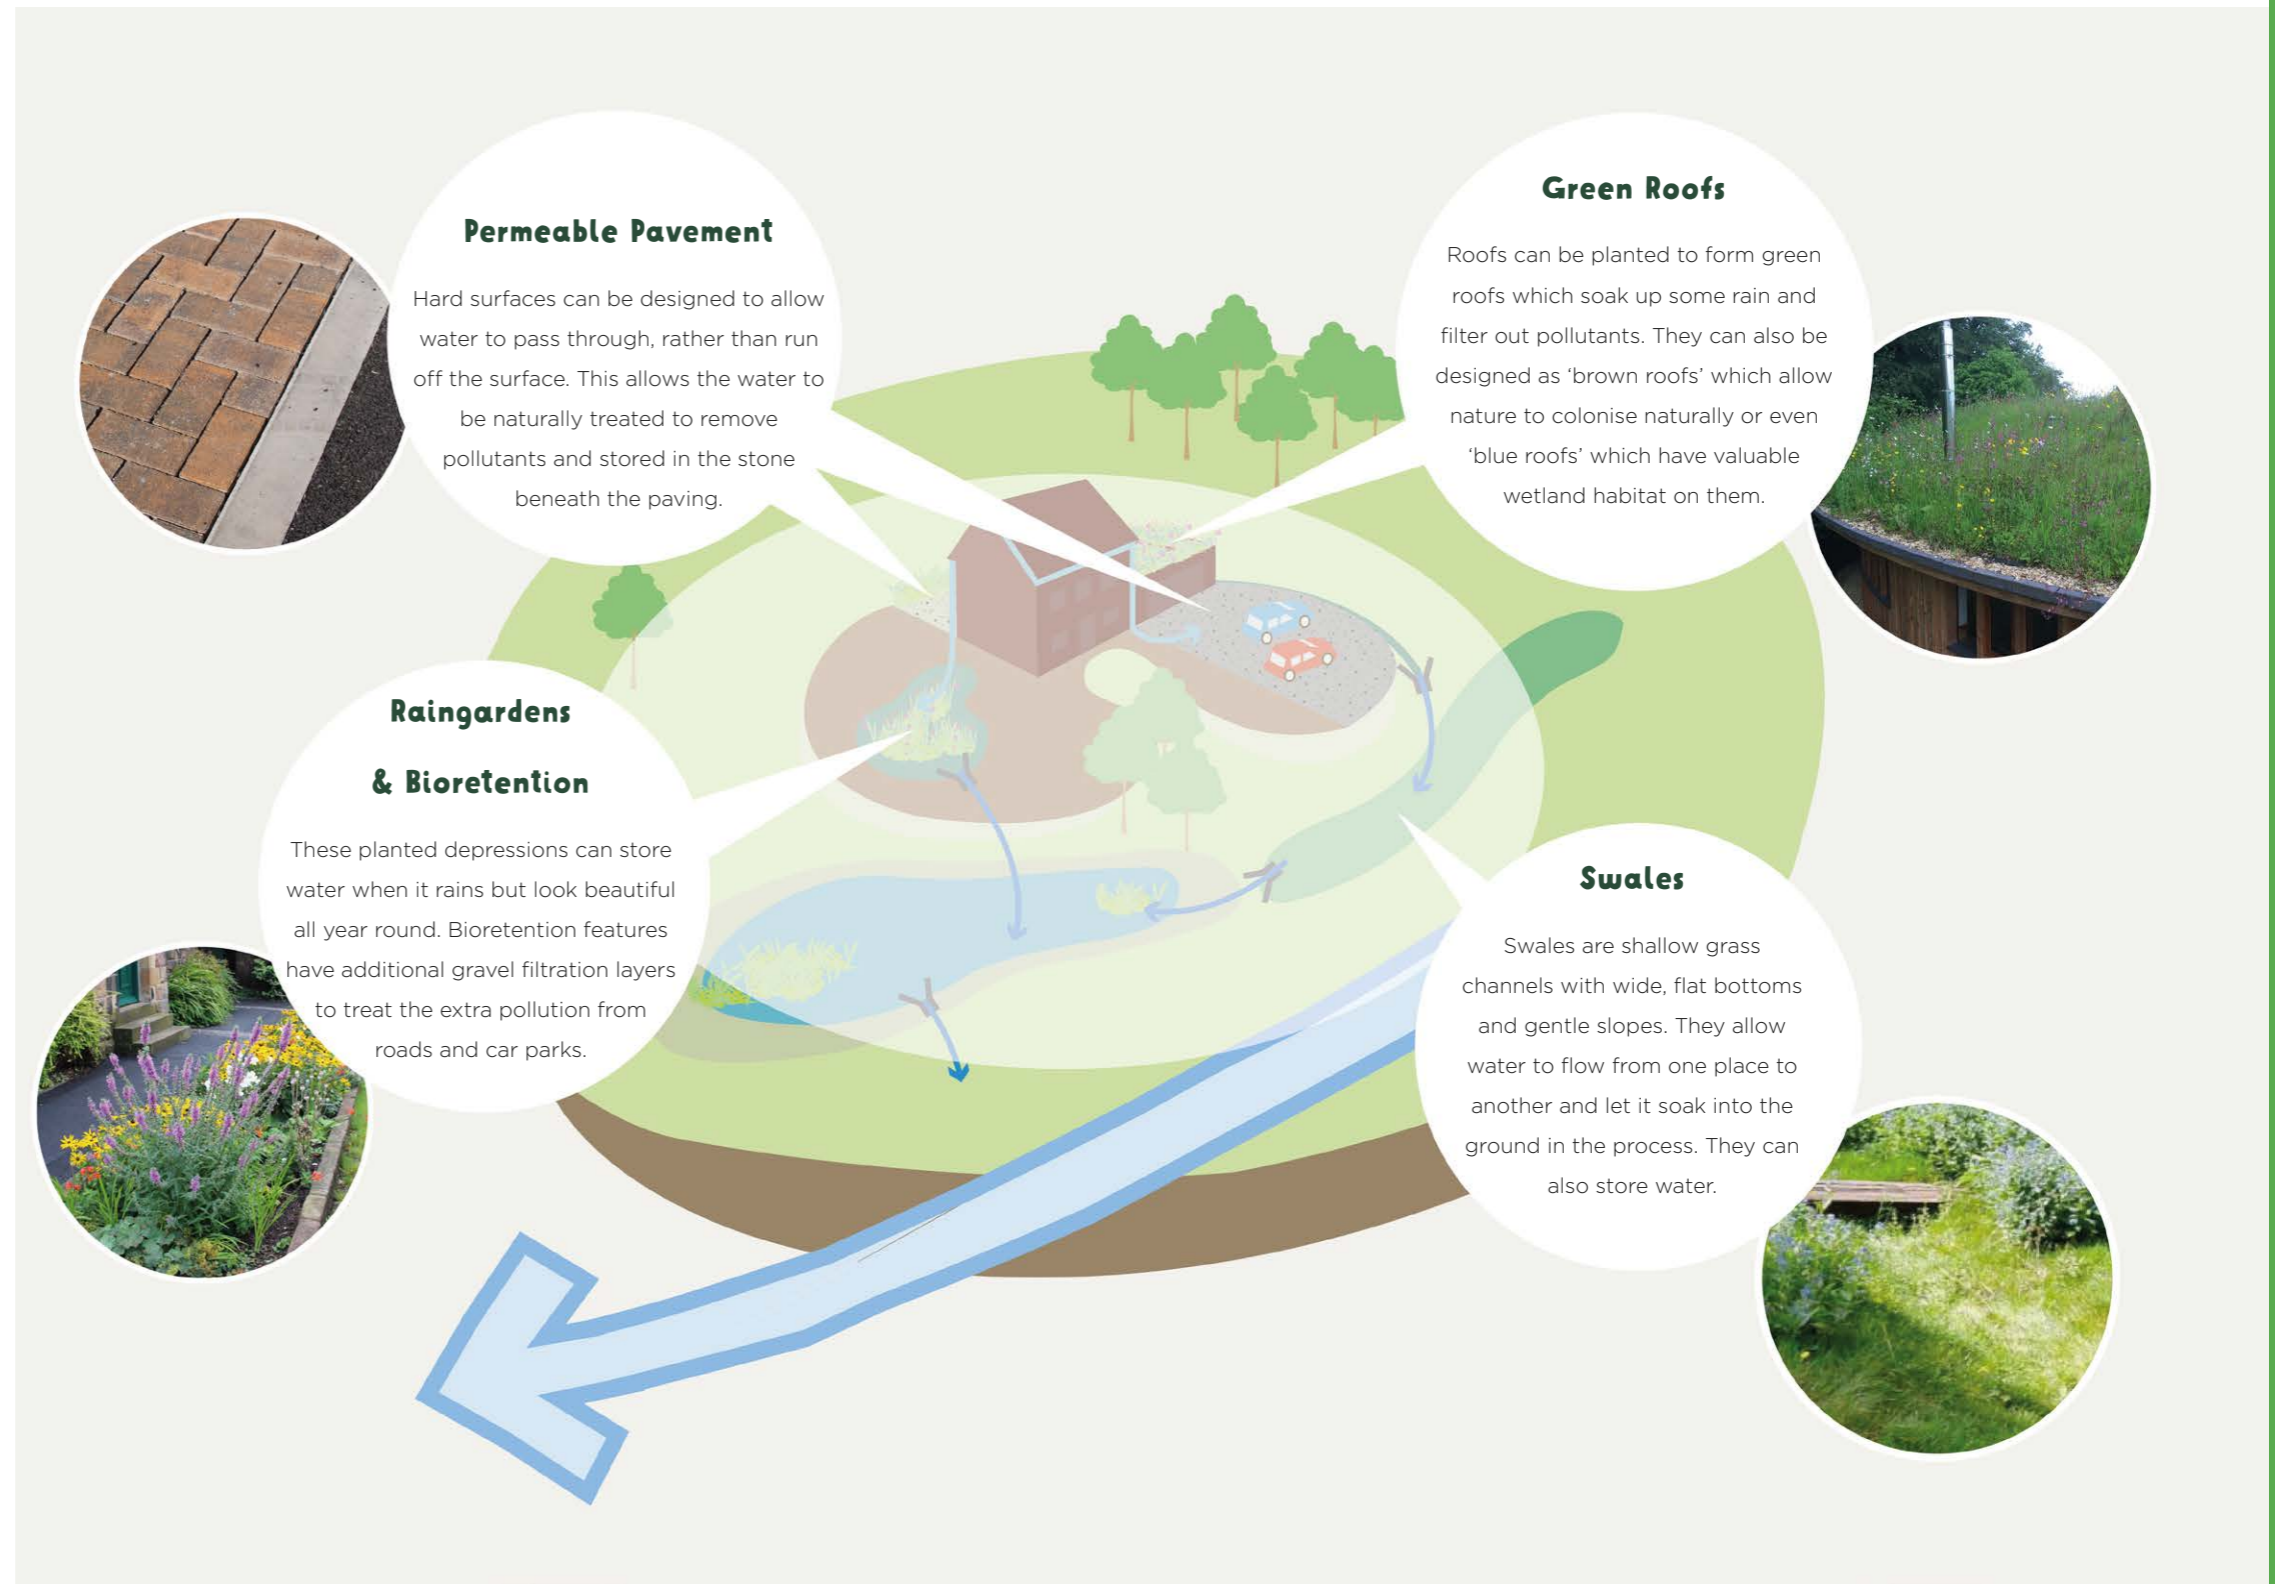 Permeable Pavement
Hard surfaces can be designed to allow
water to pass through, rather than run
off the surface. This allows the water to
be naturally treated to remove
pollutants and stored in the stone
beneath the paving.
Green Roofs
Roofs can be planted to form green
roofs which soak up some rain and
filter out pollutants. They can also be
designed as ‘brown roofs’ which allow
nature to colonise naturally or even
‘blue roofs’ which have valuable
wetland habitat on them.
Raingardens
& Bioretention
These planted depressions can store
water when it rains but look beautiful
all year round. Bioretention features
have additional gravel filtration layers
to treat the extra pollution from
roads and car parks.
Swales
Swales are shallow grass
channels with wide, flat bottoms
and gentle slopes. They allow
water to flow from one place to
another and let it soak into the
ground in the process. They can
also store water.